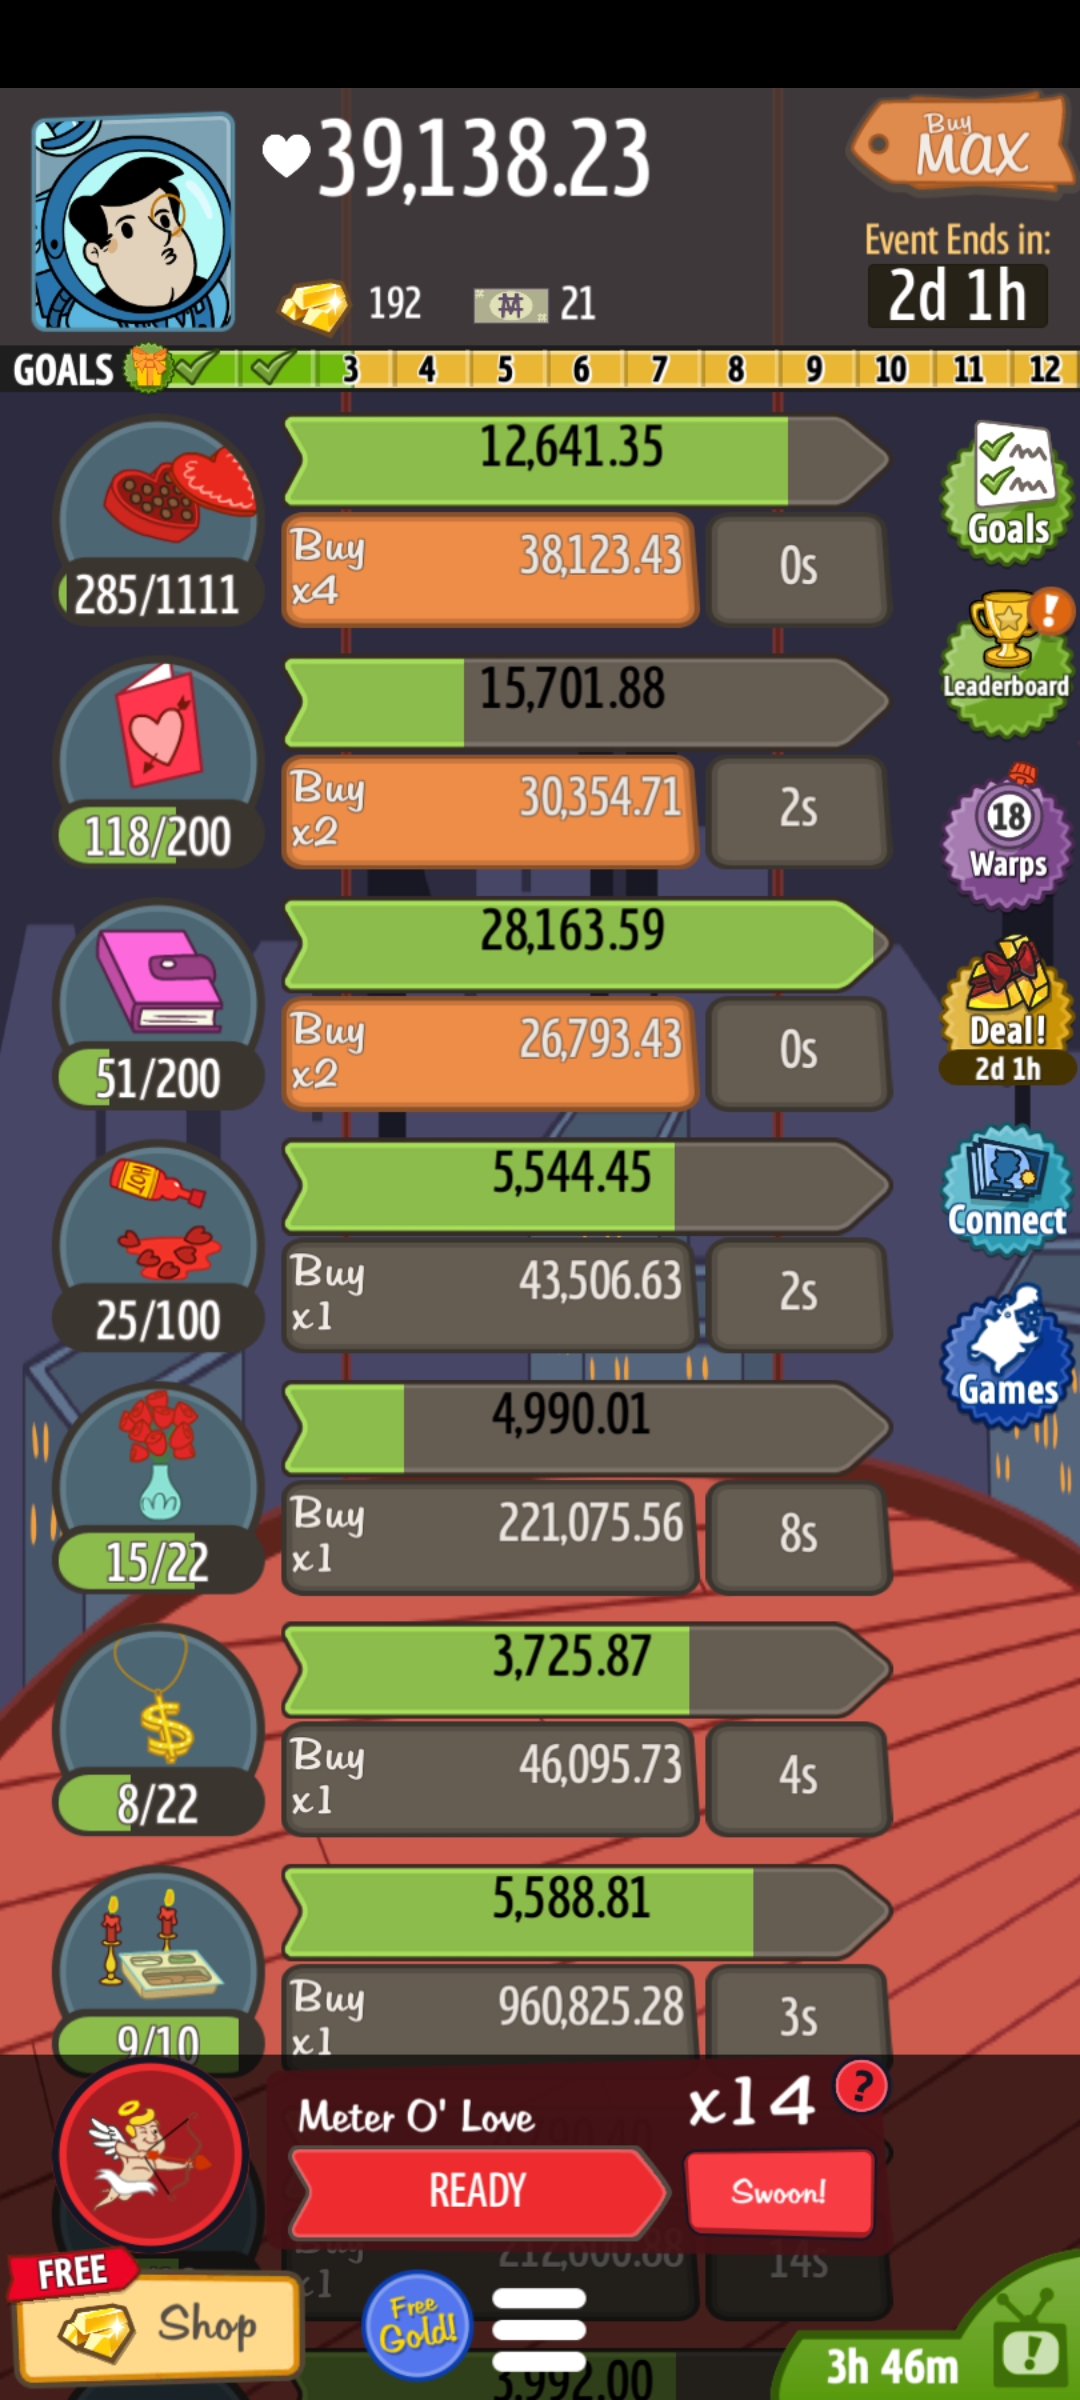 39,138.23
Buy
MAX
Event Ends in:
192
21
2d 1h
GOALS 3 4 5 6 7 8 9 10 11 12
12,641.35
Buy
x4
38,123.43
0s
285/1111
Goals
15,701.88
Leaderboard
Buy
x2
30,354.71
2s
118/200
18
Warps
28,163.59
Buy
x2
26,793.43
0s
51/200
Deal!
2d 1h
5,544.45
HOT
Buy
x1
43,506.63
2s
25/100
Connect
4,990.01
Games
Buy
x1
221,075.56
8s
15/22
3,725.87
$
Buy
x1
46,095.73
4s
8/22
5,588.81
Buy
x1
960,825.28
3s
9/10
Meter O' Love
x14
?
READY
Swoon!
Buy
x1
212,600.88
14s
FREE
Shop
Free
Gold!
3h 46m
3,992.00